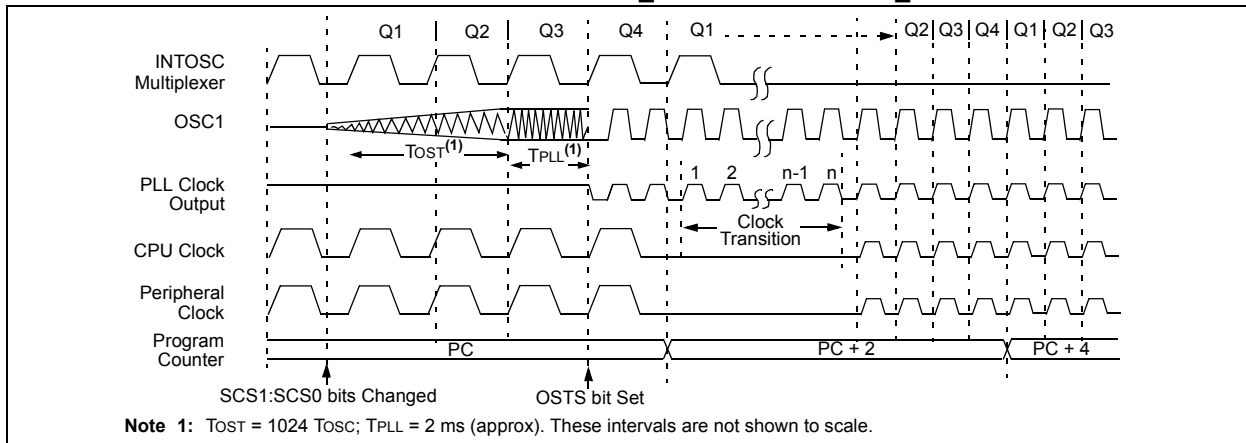 Q1 Q2 Q3 Q4 Q1 Q2 Q3 Q4 Q1 Q2 Q3
INTOSC
Multiplexer
OSC1
TOST(1) TPLL(1)
1 2 n-1 n
PLL Clock
Output
Clock
Transition
CPU Clock
Peripheral
Clock
Program
Counter
PC PC + 2 PC + 4
SCS1:SCS0 bits Changed OSTS bit Set
Note 1: TOST = 1024 TOSC; TPLL = 2 ms (approx). These intervals are not shown to scale.